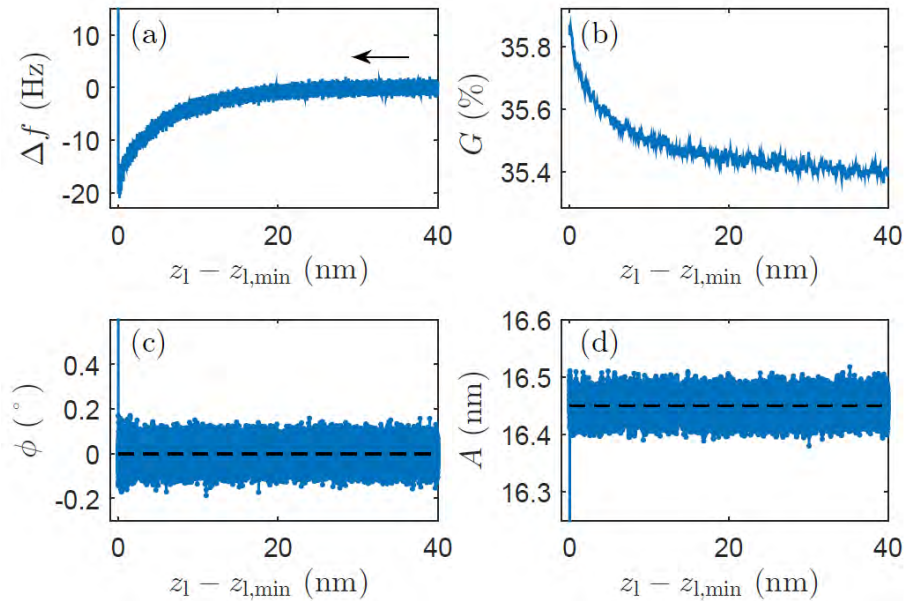 (a)
10
0
-10
-20
Δf (Hz)
0 20 40
z_l − z_l,min (nm)
(b)
35.8
35.6
35.4
G (%)
0 20 40
z_l − z_l,min (nm)
(c)
0.4
0.2
0
-0.2
ϕ (°)
0 20 40
z_l − z_l,min (nm)
(d)
16.6
16.5
16.4
16.3
A (nm)
0 20 40
z_l − z_l,min (nm)